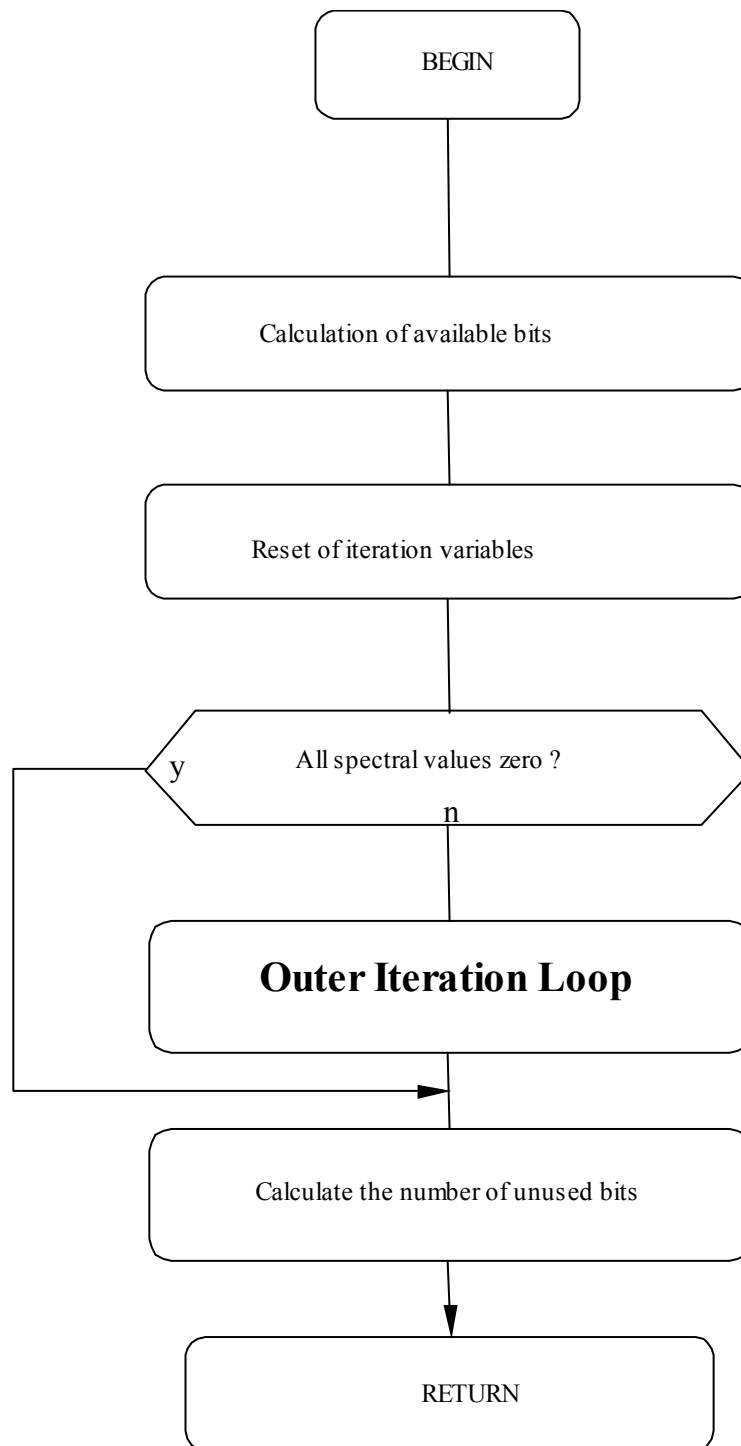 BEGIN
Calculation of available bits
Reset of iteration variables
All spectral values zero ?
y
n
Outer Iteration Loop
Calculate the number of unused bits
RETURN